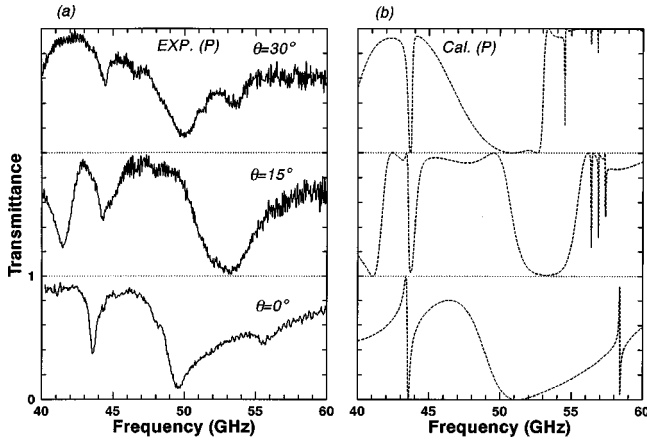 (a)
(b)
EXP. (P)
Cal. (P)
θ=30°
θ=15°
θ=0°
Transmittance
1
0
40 45 50 55 60
40 45 50 55 60
Frequency (GHz)
Frequency (GHz)